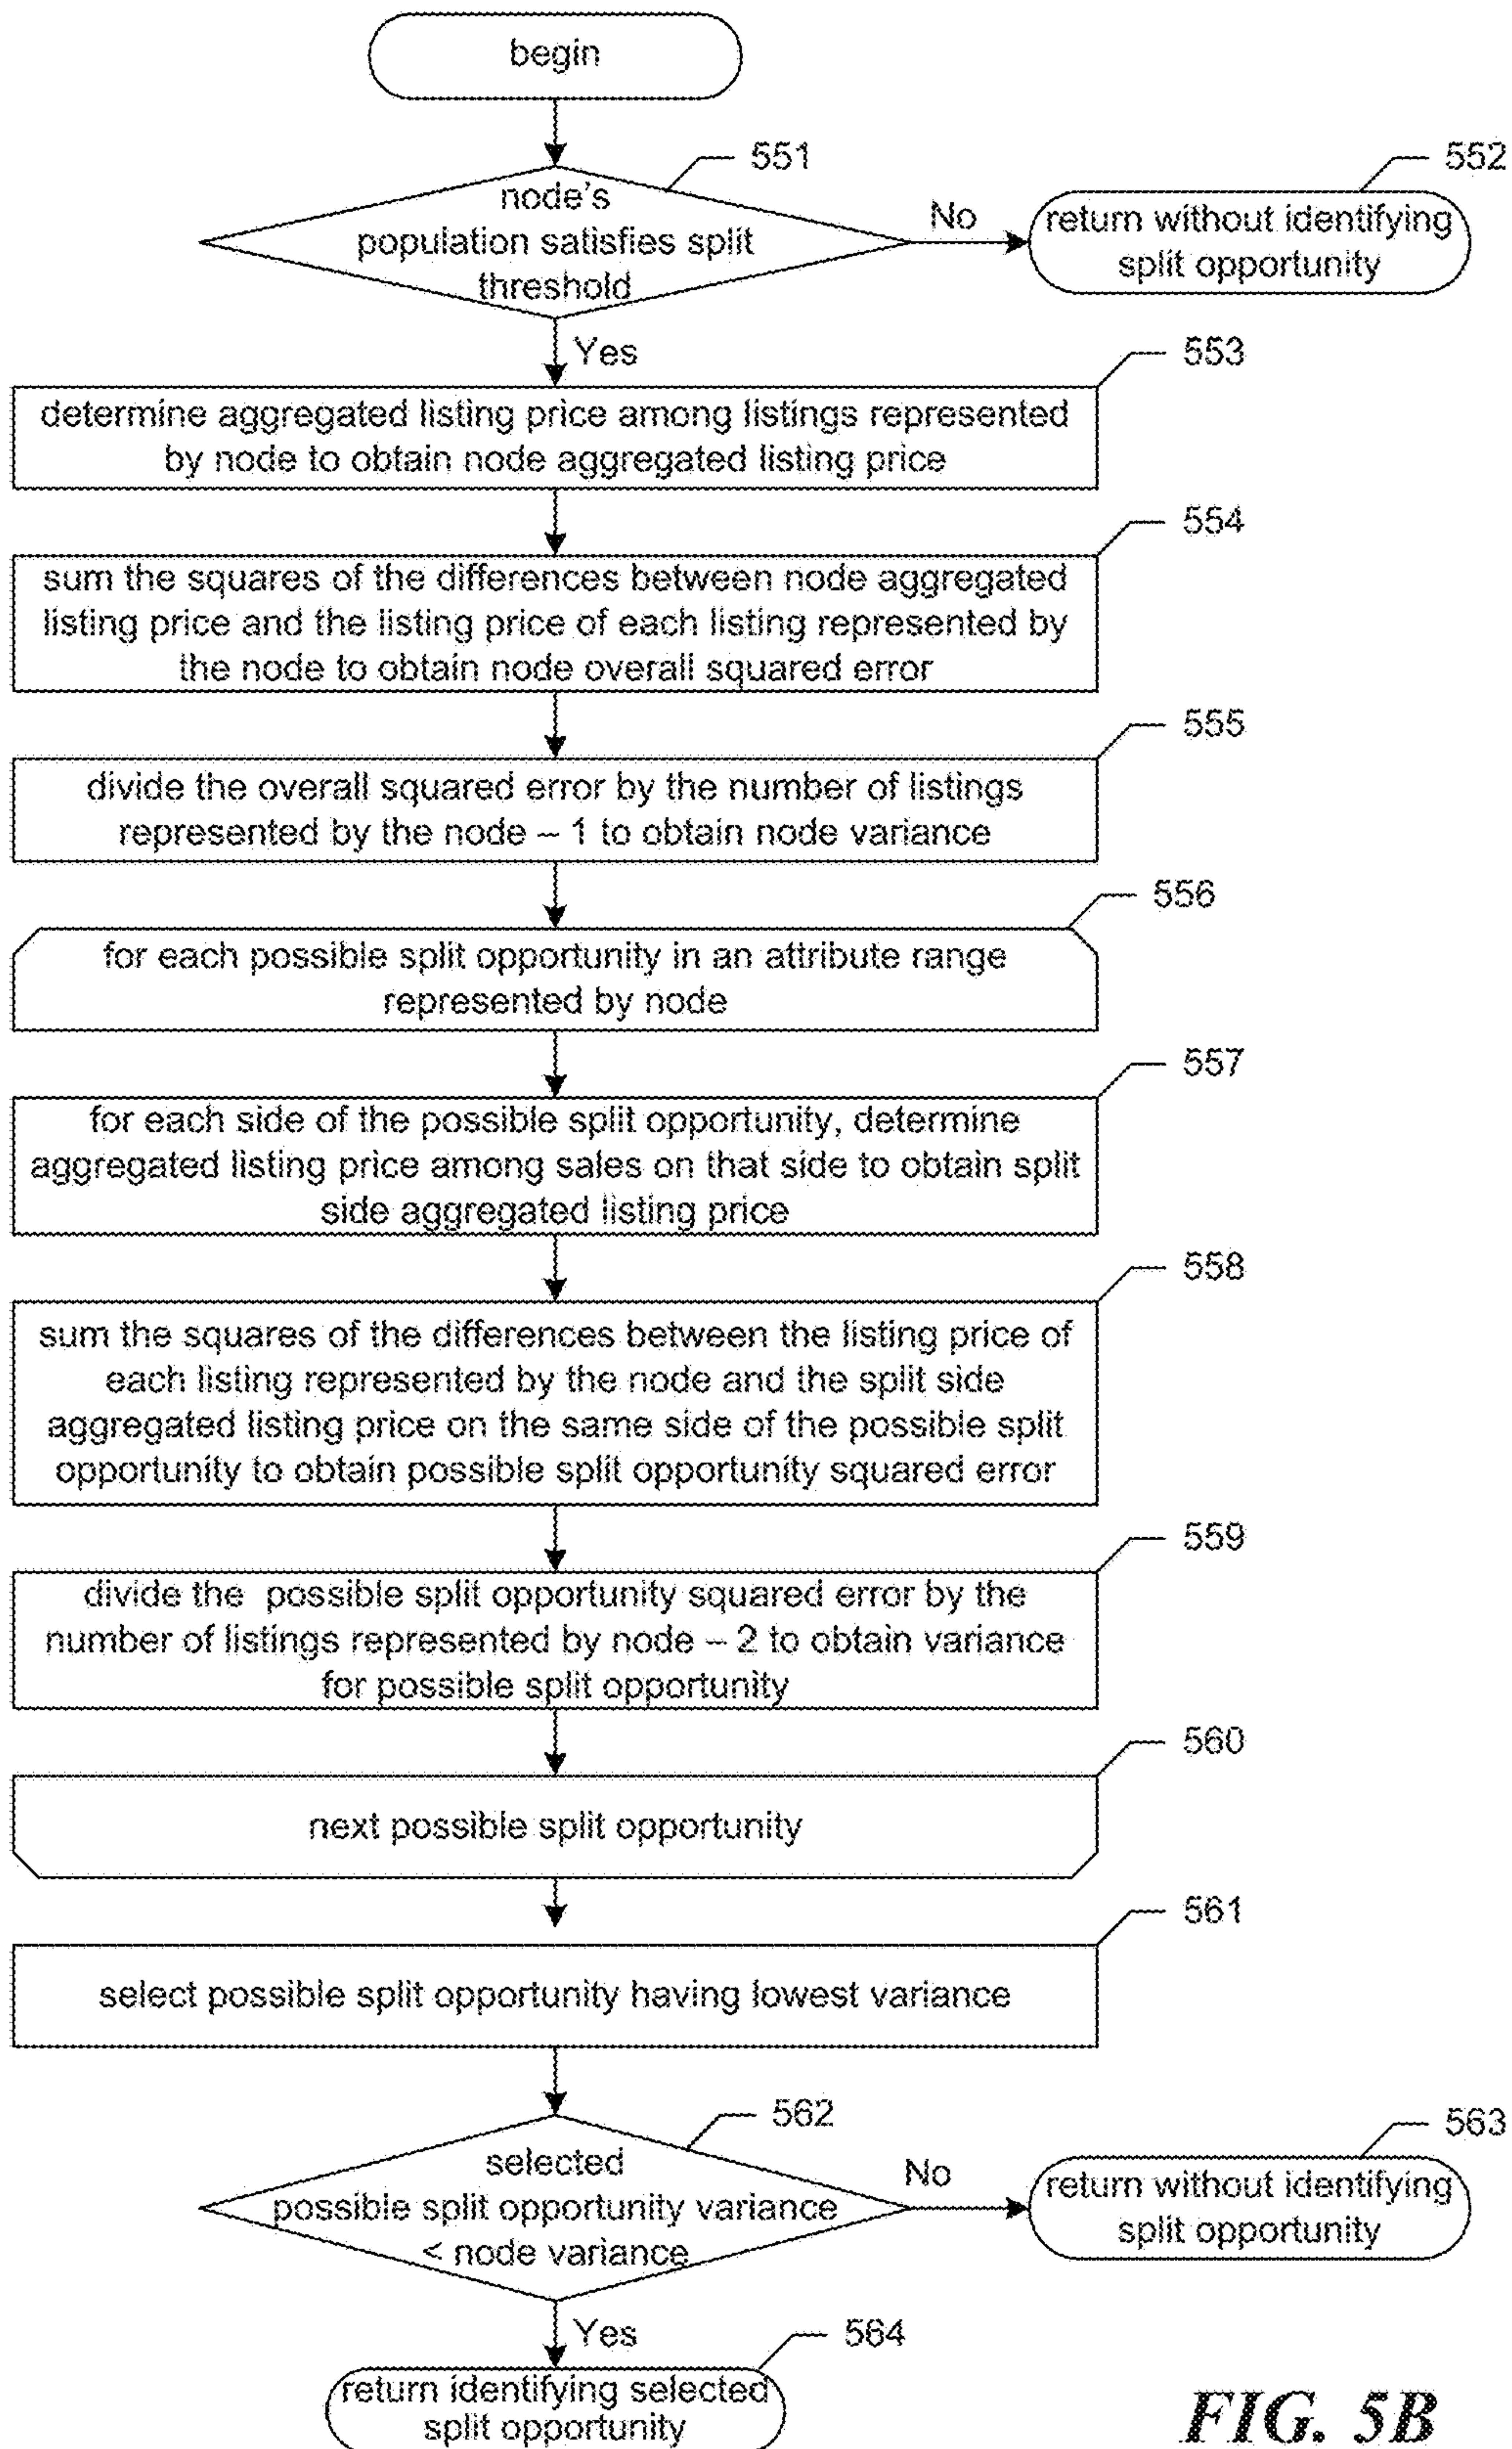 begin
551
552
node's
population satisfies split
threshold
No
return without identifying
split opportunity
Yes
553
determine aggregated listing price among listings represented
by node to obtain node aggregated listing price
554
sum the squares of the differences between node aggregated
listing price and the listing price of each listing represented by
the node to obtain node overall squared error
555
divide the overall squared error by the number of listings
represented by the node – 1 to obtain node variance
556
for each possible split opportunity in an attribute range
represented by node
557
for each side of the possible split opportunity, determine
aggregated listing price among sales on that side to obtain split
side aggregated listing price
558
sum the squares of the differences between the listing price of
each listing represented by the node and the split side
aggregated listing price on the same side of the possible split
opportunity to obtain possible split opportunity squared error
559
divide the possible split opportunity squared error by the
number of listings represented by node – 2 to obtain variance
for possible split opportunity
560
next possible split opportunity
561
select possible split opportunity having lowest variance
562
563
selected
possible split opportunity variance
< node variance
No
return without identifying
split opportunity
Yes
564
return identifying selected
split opportunity
FIG. 5B